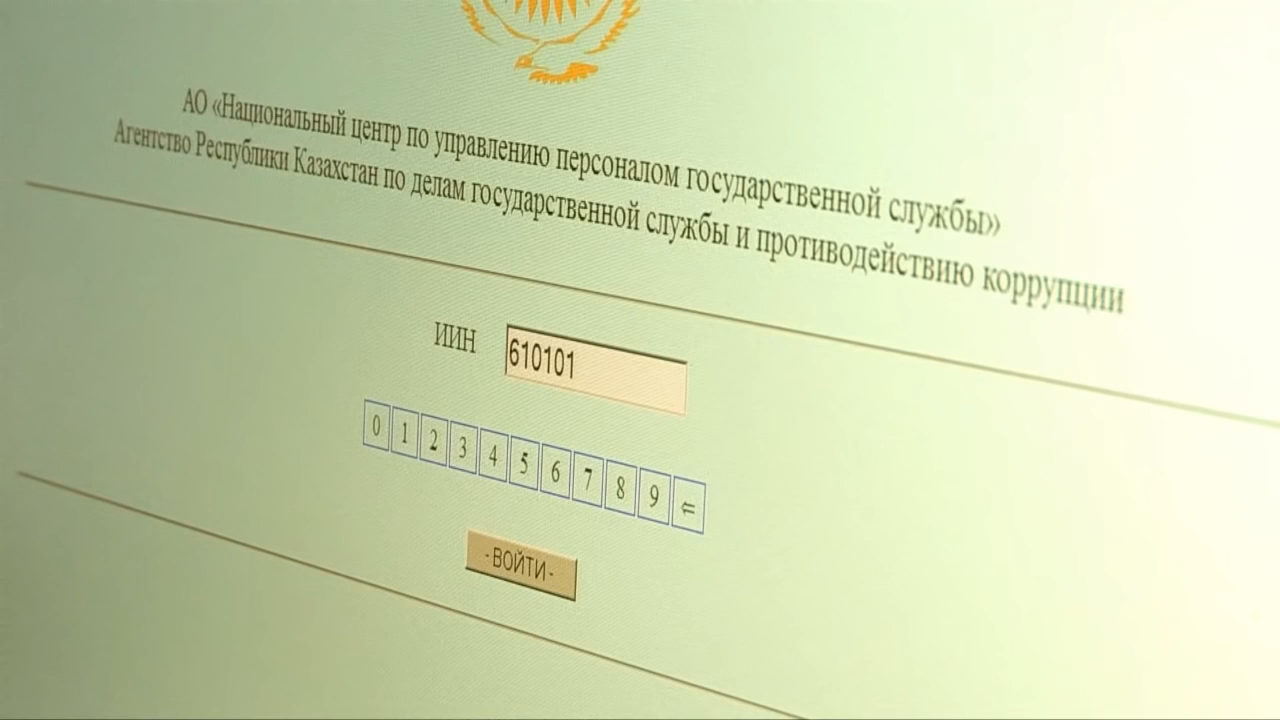 АО «Национальный центр по управлению персоналом государственной службы»
Агентство Республики Казахстан по делам государственной службы и противодействию коррупции
ИИН 610101
0 1 2 3 4 5 6 7 8 9 ⇐
- ВОЙТИ -